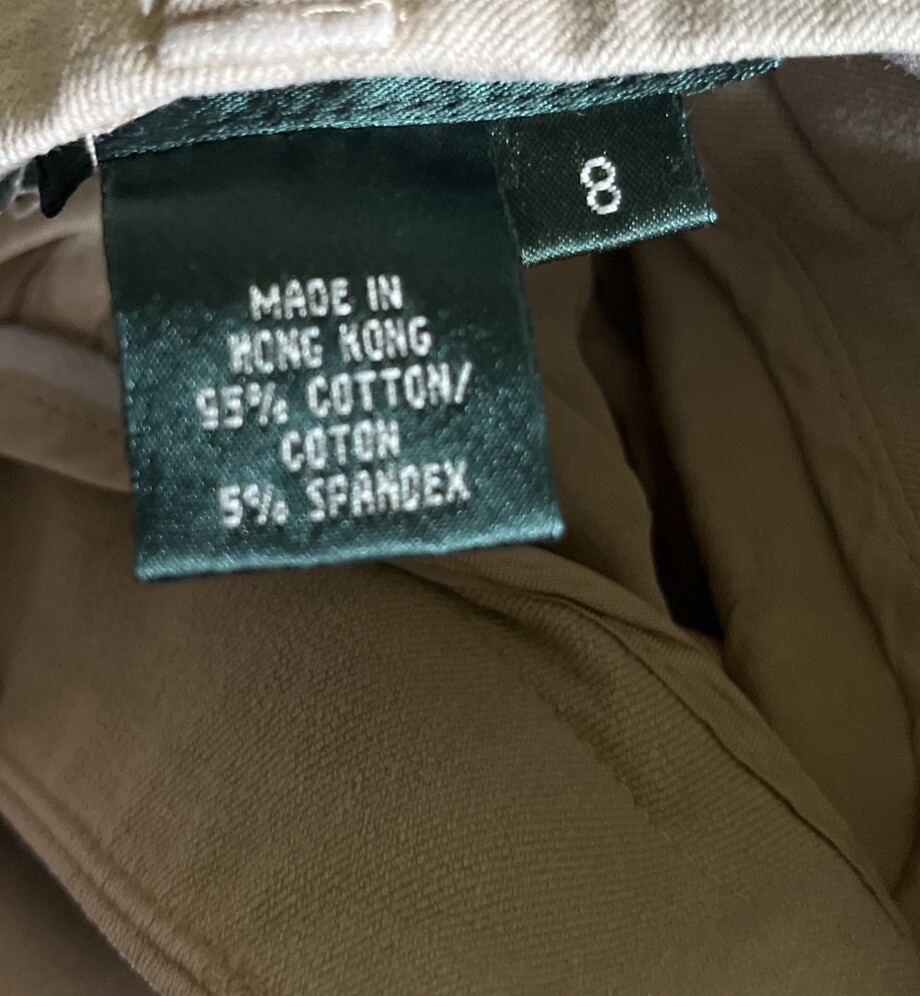 8
MADE IN
HONG KONG
95% COTTON/
COTON
5% SPANDEX